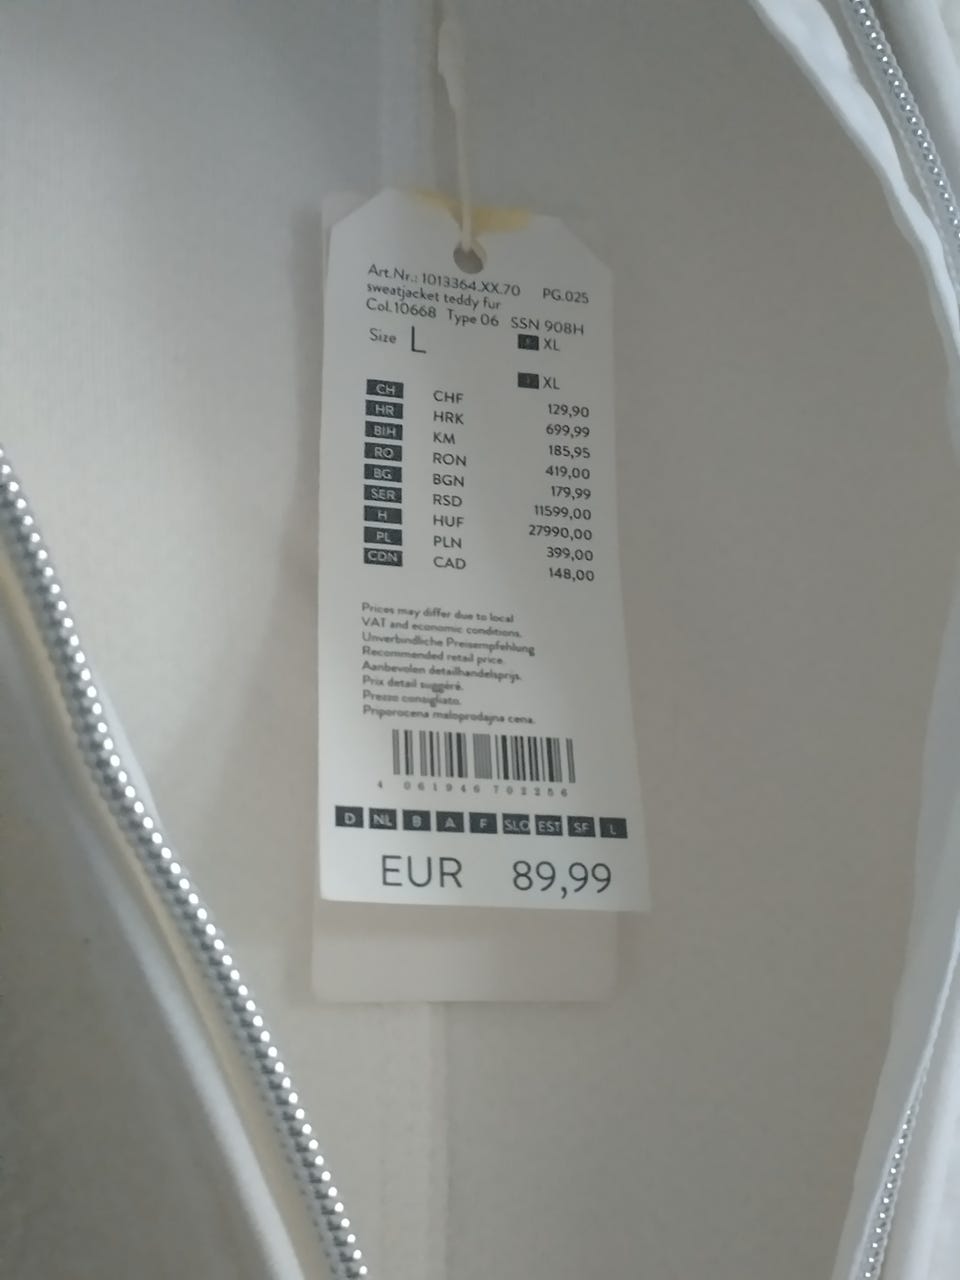 Art.Nr.: 1013364.XX.70 PG.025
sweatjacket teddy fur
Col.10668 Type 06 SSN 908H
Size L F XL
I XL
CH CHF 129,90
HR HRK 699,99
BIH KM 185,95
RO RON 419,00
BG BGN 179,99
SER RSD 11599,00
H HUF 27990,00
PL PLN 399,00
CDN CAD 148,00
Prices may differ due to local
VAT and economic conditions.
Unverbindliche Preisempfehlung
Recommended retail price.
Aanbevolen detailhandelsprijs.
Prix detail suggéré.
Prezzo consigliato.
Priporocena maloprodajna cena.
4 061946 702256
D NL B A F SLO EST SF L
EUR 89,99